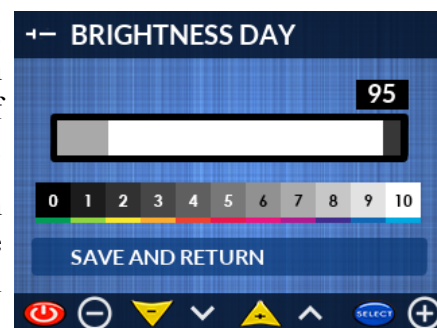 BRIGHTNESS DAY
95
0 1 2 3 4 5 6 7 8 9 10
SAVE AND RETURN
SELECT